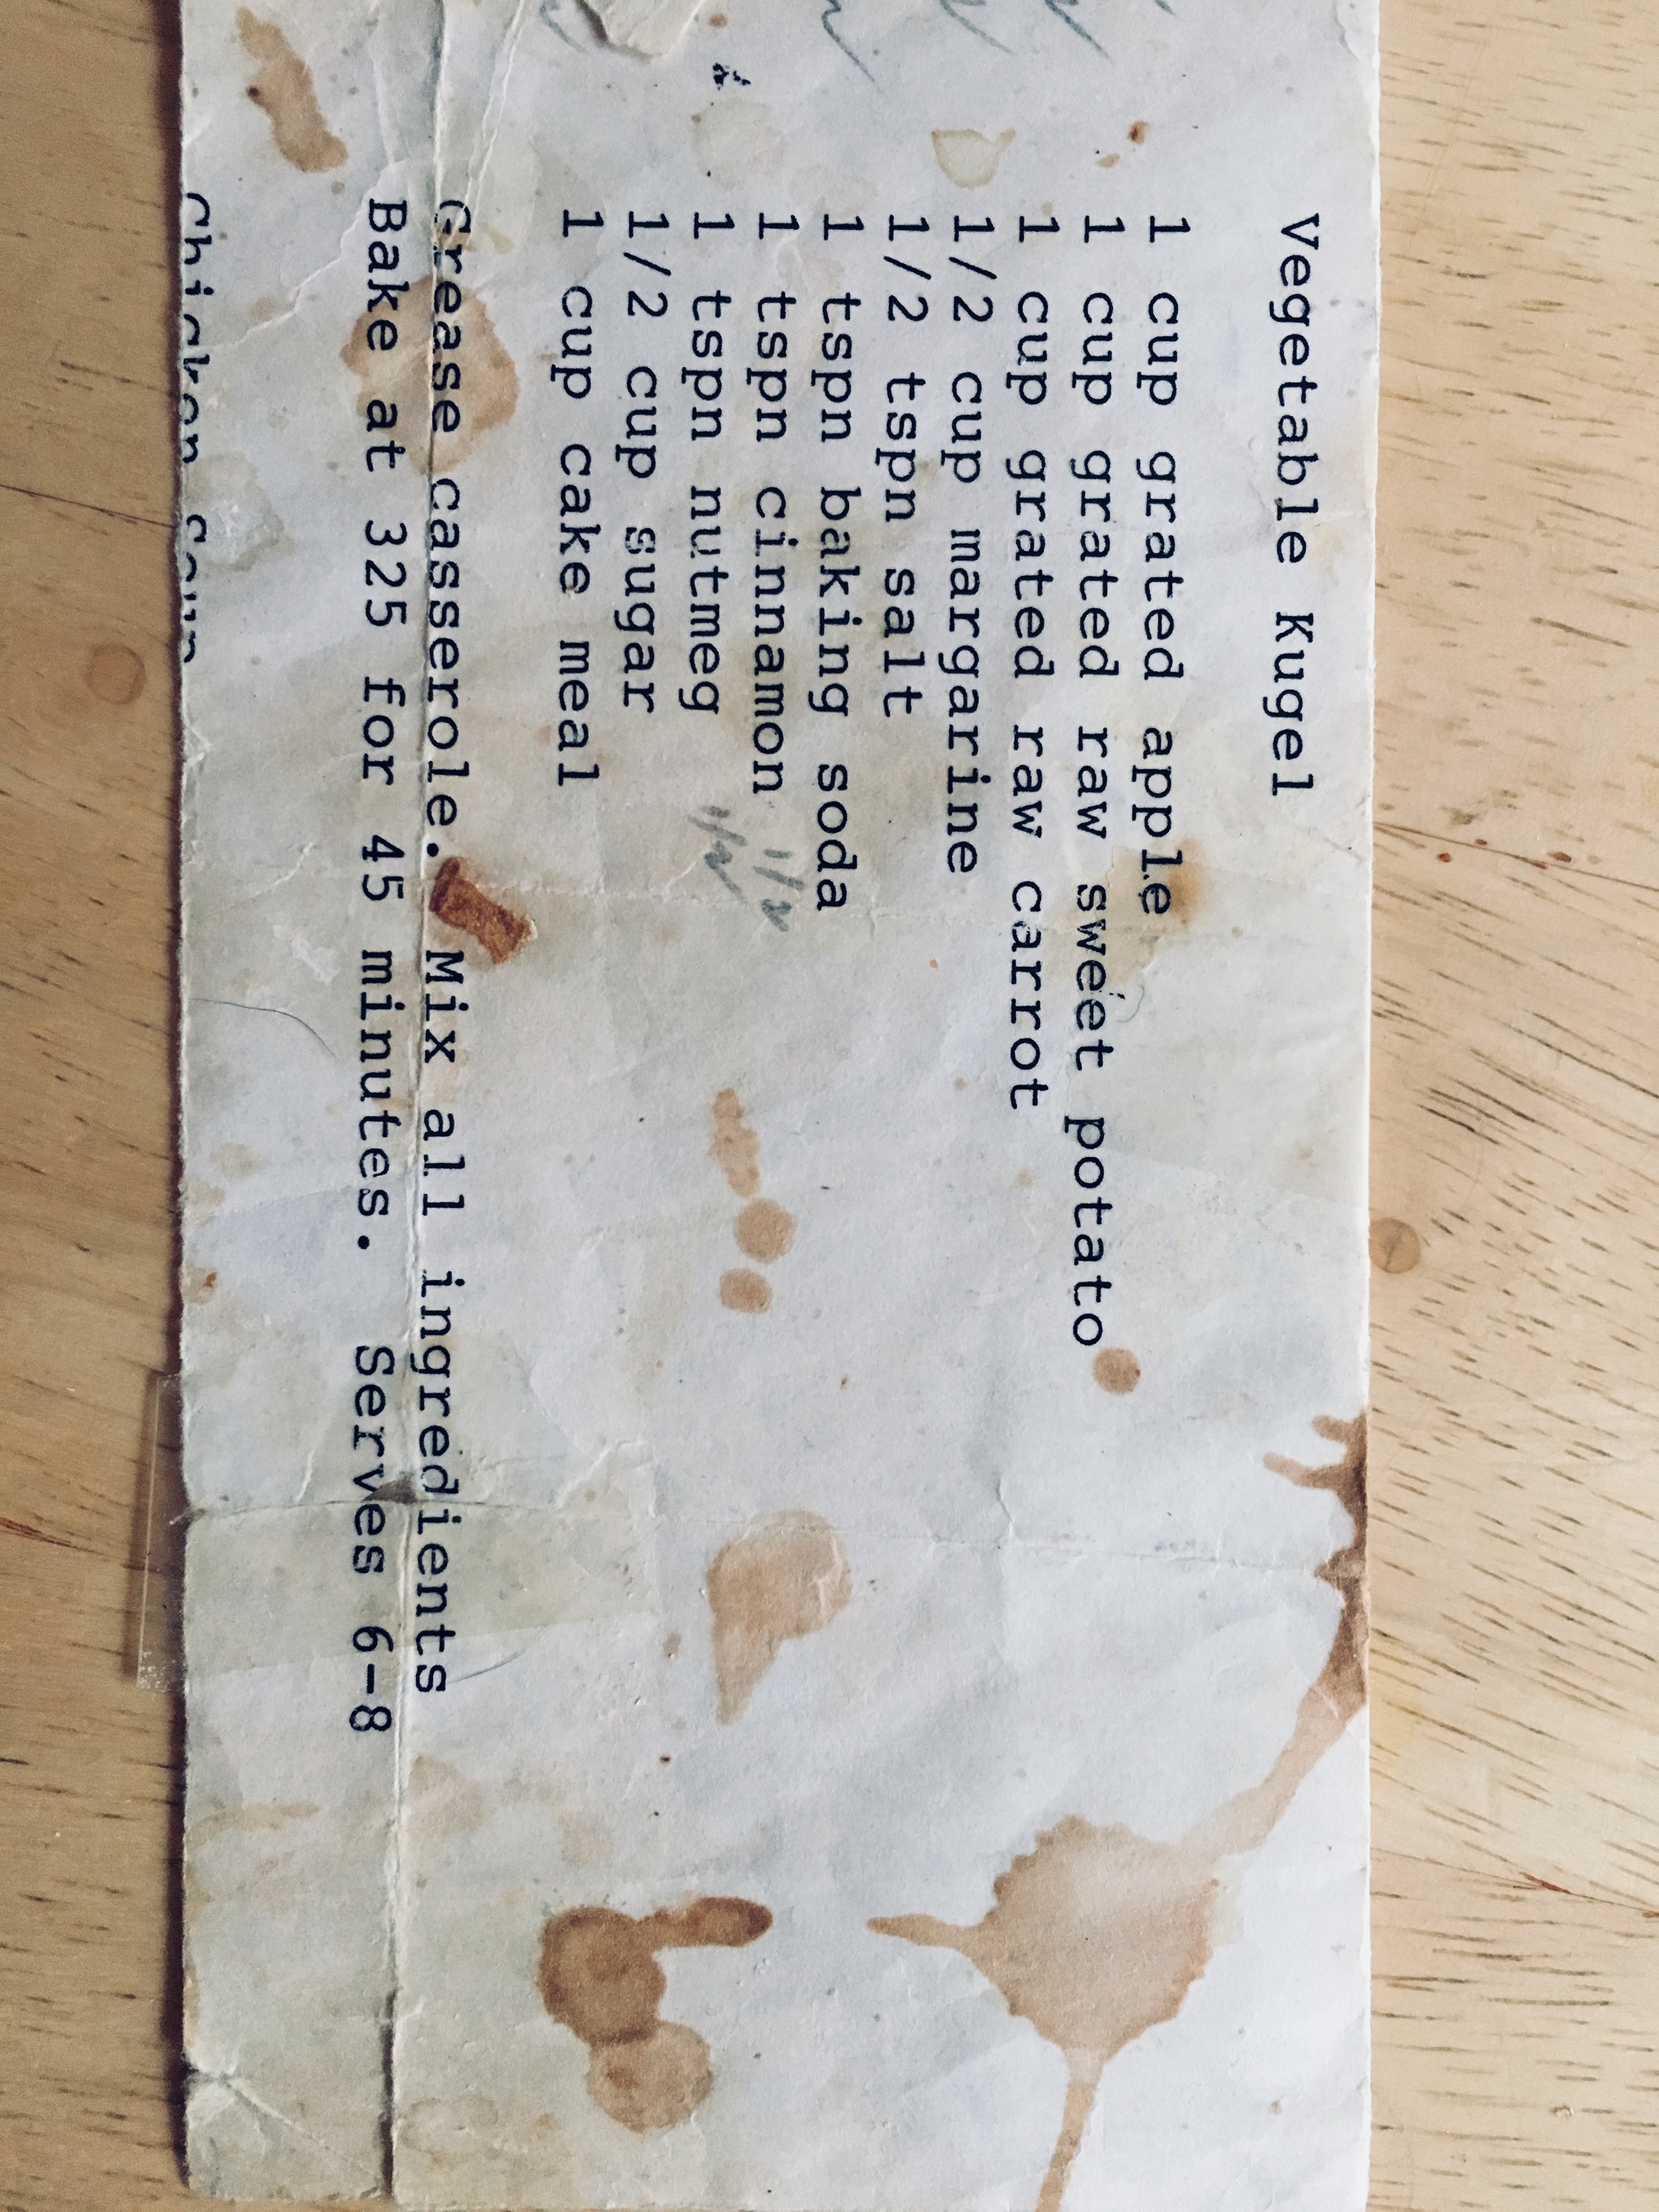 Vegetable Kugel
1 cup grated apple
1 cup grated raw sweet potato
1 cup grated raw carrot
1/2 cup margarine
1/2 tspn salt
1 tspn baking soda
1 tspn cinnamon 1/2
1 tspn nutmeg 1/2
1/2 cup sugar
1 cup cake meal
Grease casserole. Mix all ingredients
Bake at 325 for 45 minutes. Serves 6-8
Chicken Soup